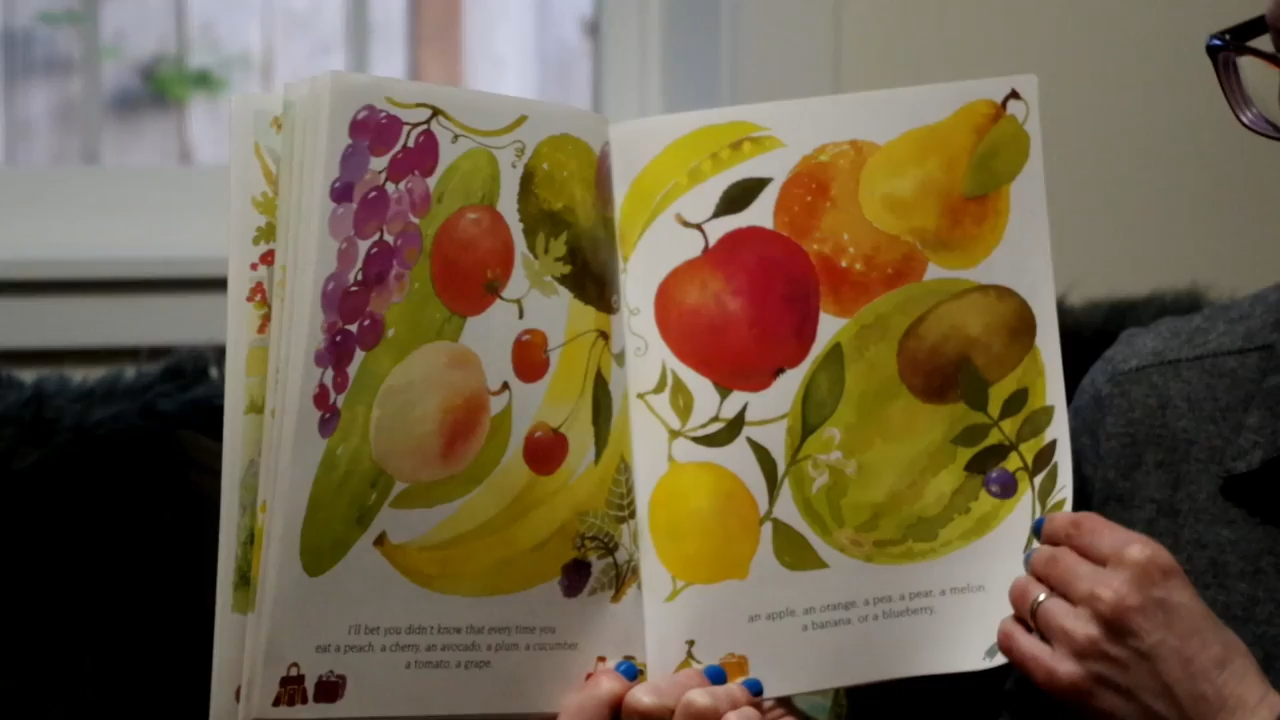 I'll bet you didn't know that every time you
eat a peach, a cherry, an avocado, a plum, a cucumber
a tomato, a grape,
an apple, an orange, a pea, a pear, a melon
a banana, or a blueberry,